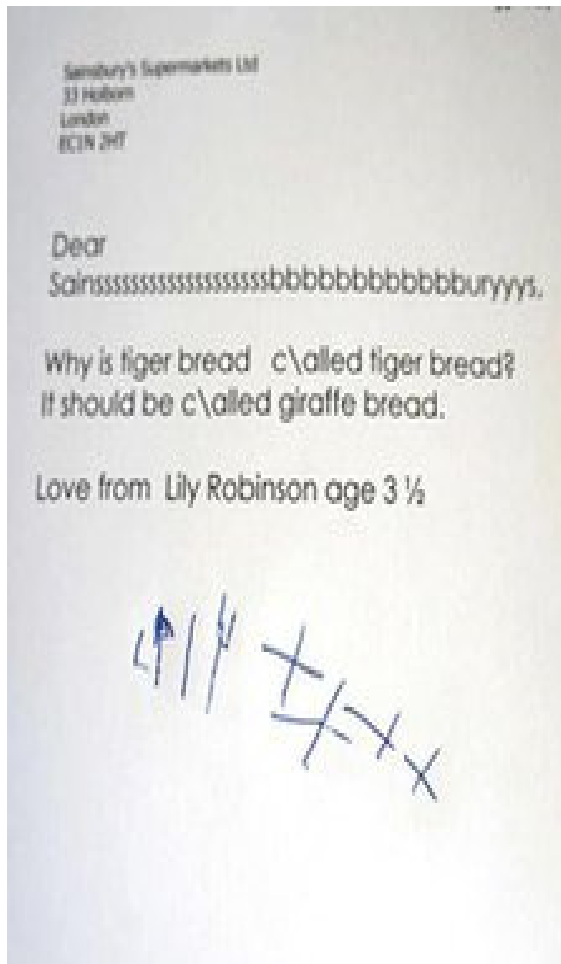 Sainsbury's Supermarkets Ltd
33 Holborn
London
EC1N 2HT
Dear
Sainsssssssssssssssssssbbbbbbbbbbbbburyyys.
Why is tiger bread c\alled tiger bread?
It should be c\alled giraffe bread.
Love from Lily Robinson age 3 ½